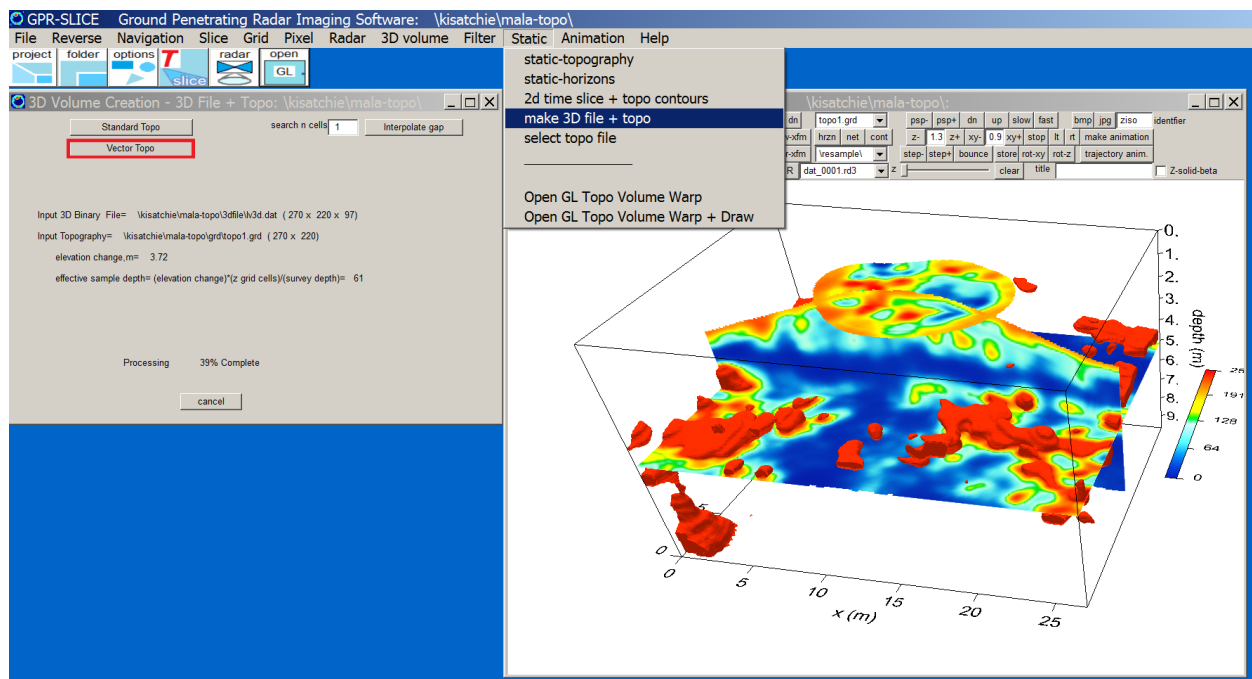 GPR-SLICE Ground Penetrating Radar Imaging Software: \kisatchie\mala-topo\
File Reverse Navigation Slice Grid Pixel Radar 3D volume Filter Static Animation Help
project folder options T slice radar open GL
static-topography
static-horizons
2d time slice + topo contours
make 3D file + topo
select topo file
Open GL Topo Volume Warp
Open GL Topo Volume Warp + Draw
3D Volume Creation - 3D File + Topo: \kisatchie\mala-topo\
Standard Topo search n cells 1 Interpolate gap
Vector Topo
Input 3D Binary File= \kisatchie\mala-topo\3dfile\lv3d.dat ( 270 x 220 x 97)
Input Topography= \kisatchie\mala-topo\grd\topo1.grd ( 270 x 220)
elevation change,m= 3.72
effective sample depth= (elevation change)*(z grid cells)/(survey depth)= 61
Processing 39% Complete
cancel
\kisatchie\mala-topo\:
dn topo1.grd psp- psp+ dn up slow fast bmp jpg ziso identfier
v-xfm hrzn net cont z- 1.3 z+ xy- 0.9 xy+ stop lt rt make animation
r-xfm \resample\ step- step+ bounce store rot-xy rot-z trajectory anim.
R dat_0001.rd3 z clear title Z-solid-beta
0.
1.
2.
3.
4.
5.
6.
7.
8.
9.
depth (m)
25
191
128
64
0
5
0
0 5 10 15 20 25
x (m)